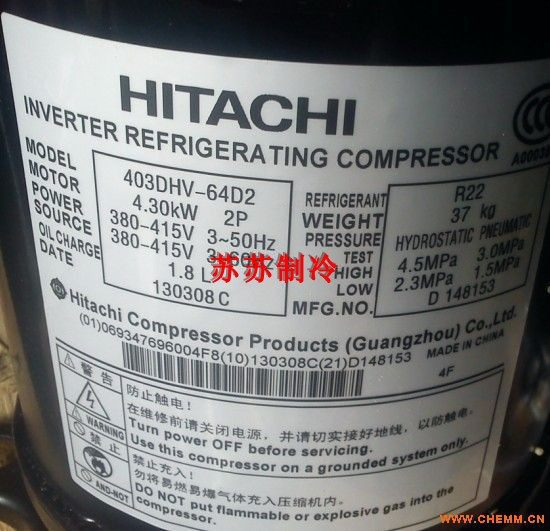 HITACHI
INVERTER REFRIGERATING COMPRESSOR
A00038
MODEL 403DHV-64D2
MOTOR 4.30kW 2P
POWER SOURCE 380-415V 3~50Hz
380-415V
OIL CHARGE 1.8 L
DATE 130308C
REFRIGERANT R22
WEIGHT 37 kg
PRESSURE HYDROSTATIC PNEUMATIC
TEST 4.5MPa 3.0MPa
HIGH LOW 2.3MPa 1.5MPa
MFG.NO. D 148153
苏苏制冷
Hitachi Compressor Products (Guangzhou) Co.,Ltd.
(01)069347696004F8(10)130308C(21)D148153
MADE IN CHINA
4F
警告
WARNING
防止触电!
在维修前请关闭电源，并请切实接好地线，以防触电。
Turn power OFF before servicing.
Use this compressor on a grounded system only.
禁止
AND-NOT
禁止充入!
勿将易燃易爆气体充入压缩机内。
DO NOT put flammable or explosive gas into the
compressor.
WWW.CHEMM.CN